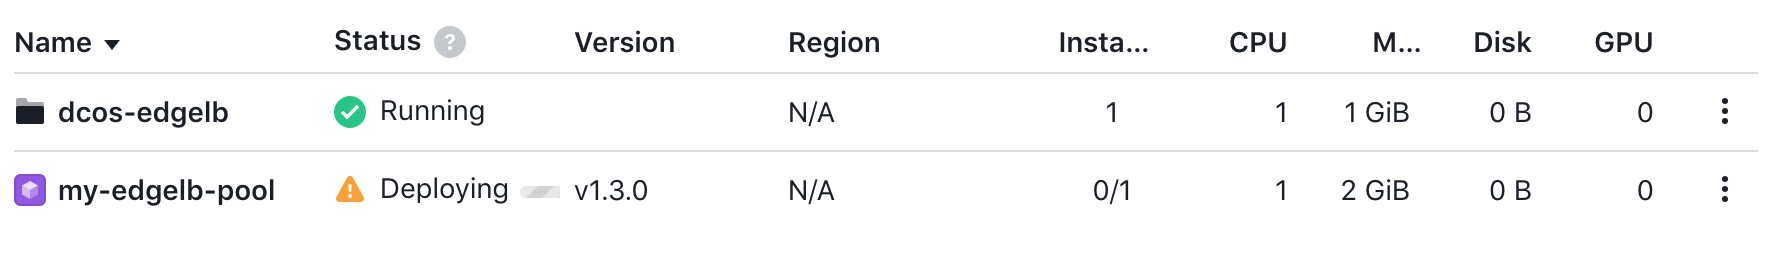 Name Status ? Version Region Insta... CPU M... Disk GPU
dcos-edgelb Running N/A 1 1 1 GiB 0 B 0
my-edgelb-pool Deploying v1.3.0 N/A 0/1 1 2 GiB 0 B 0